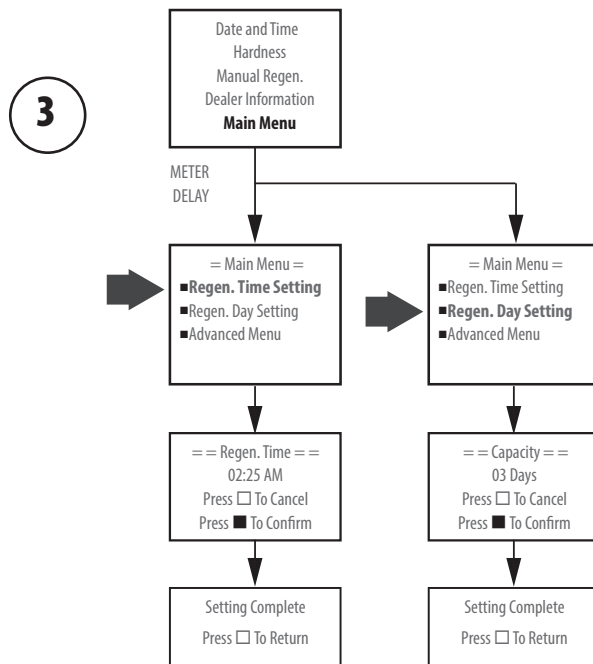 3
Date and Time
Hardness
Manual Regen.
Dealer Information
Main Menu
METER
DELAY
= Main Menu =
■Regen. Time Setting
■Regen. Day Setting
■Advanced Menu
= = Regen. Time = =
02:25 AM
Press □ To Cancel
Press ■ To Confirm
Setting Complete
Press □ To Return
= Main Menu =
■Regen. Time Setting
■Regen. Day Setting
■Advanced Menu
= = Capacity = =
03 Days
Press □ To Cancel
Press ■ To Confirm
Setting Complete
Press □ To Return